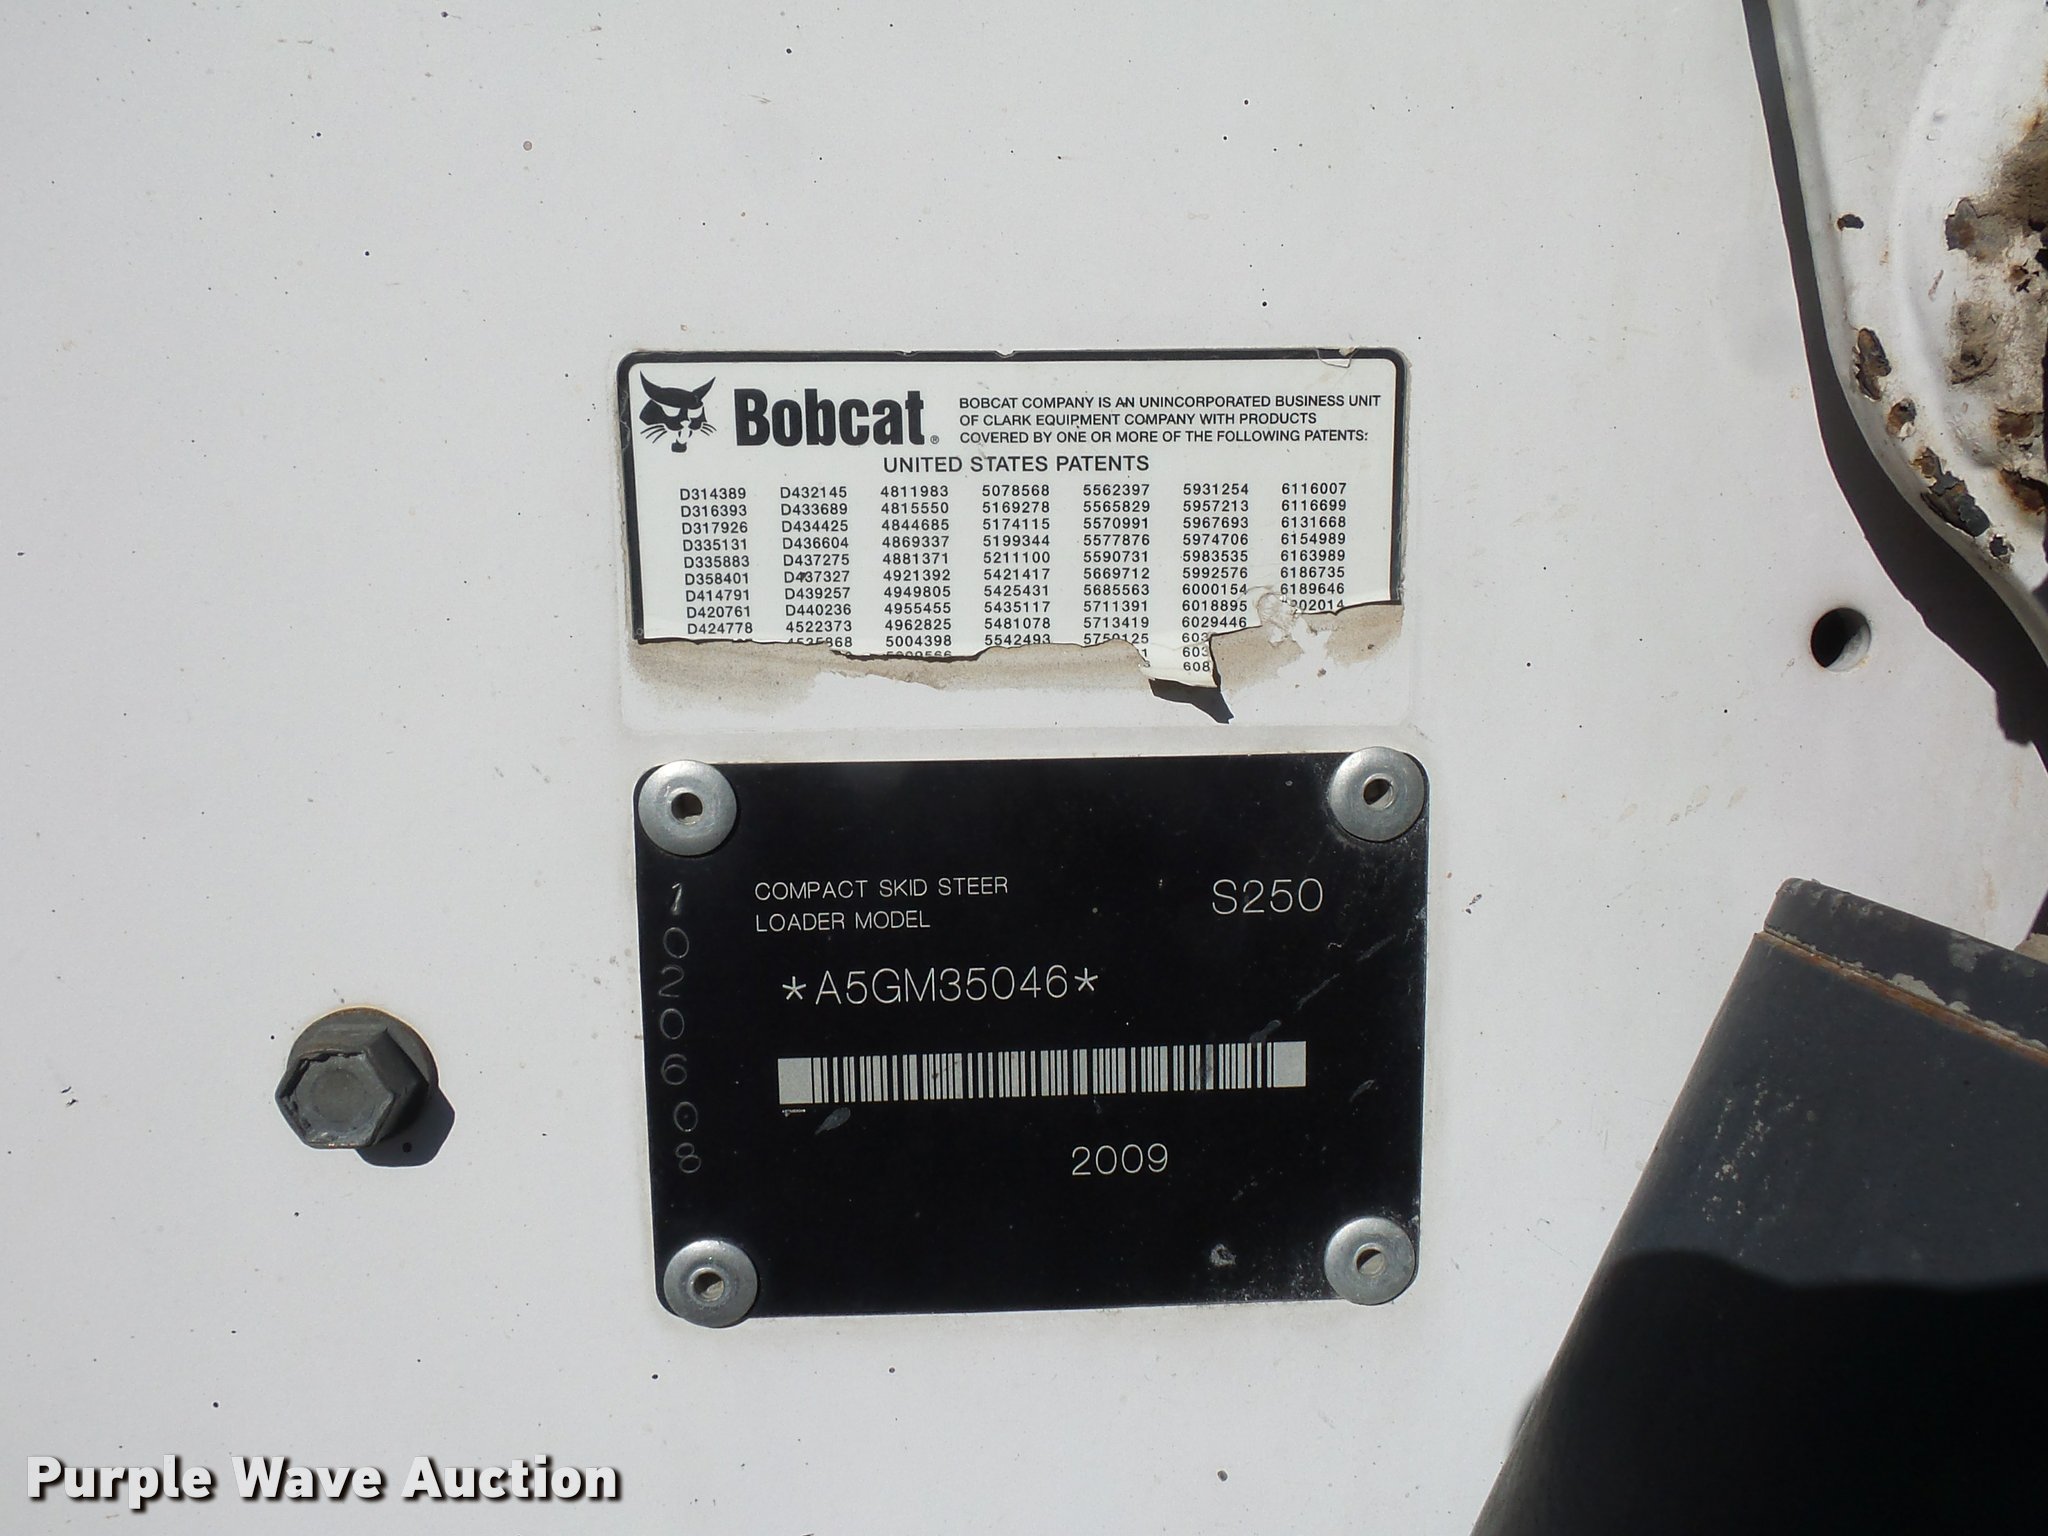 Bobcat®
BOBCAT COMPANY IS AN UNINCORPORATED BUSINESS UNIT
OF CLARK EQUIPMENT COMPANY WITH PRODUCTS
COVERED BY ONE OR MORE OF THE FOLLOWING PATENTS:
UNITED STATES PATENTS
D314389 D432145 4811983 5078568 5562397 5931254 6116007
D316393 D433689 4815550 5169278 5565829 5957213 6116699
D317926 D434425 4844685 5174115 5570991 5967693 6131668
D335131 D436604 4869337 5199344 5577876 5974706 6154989
D335883 D437275 4881371 5211100 5590731 5983535 6163989
D358401 D437327 4921392 5421417 5669712 5992576 6186735
D414791 D439257 4949805 5425431 5685563 6000154 6189646
D420761 D440236 4955455 5435117 5711391 6018895
D424778 4522373 4962825 5481078 5713419 6029446
5004398 5542493 5750125
COMPACT SKID STEER
LOADER MODEL
S250
*A5GM35046*
2009
1020608
Purple Wave Auction